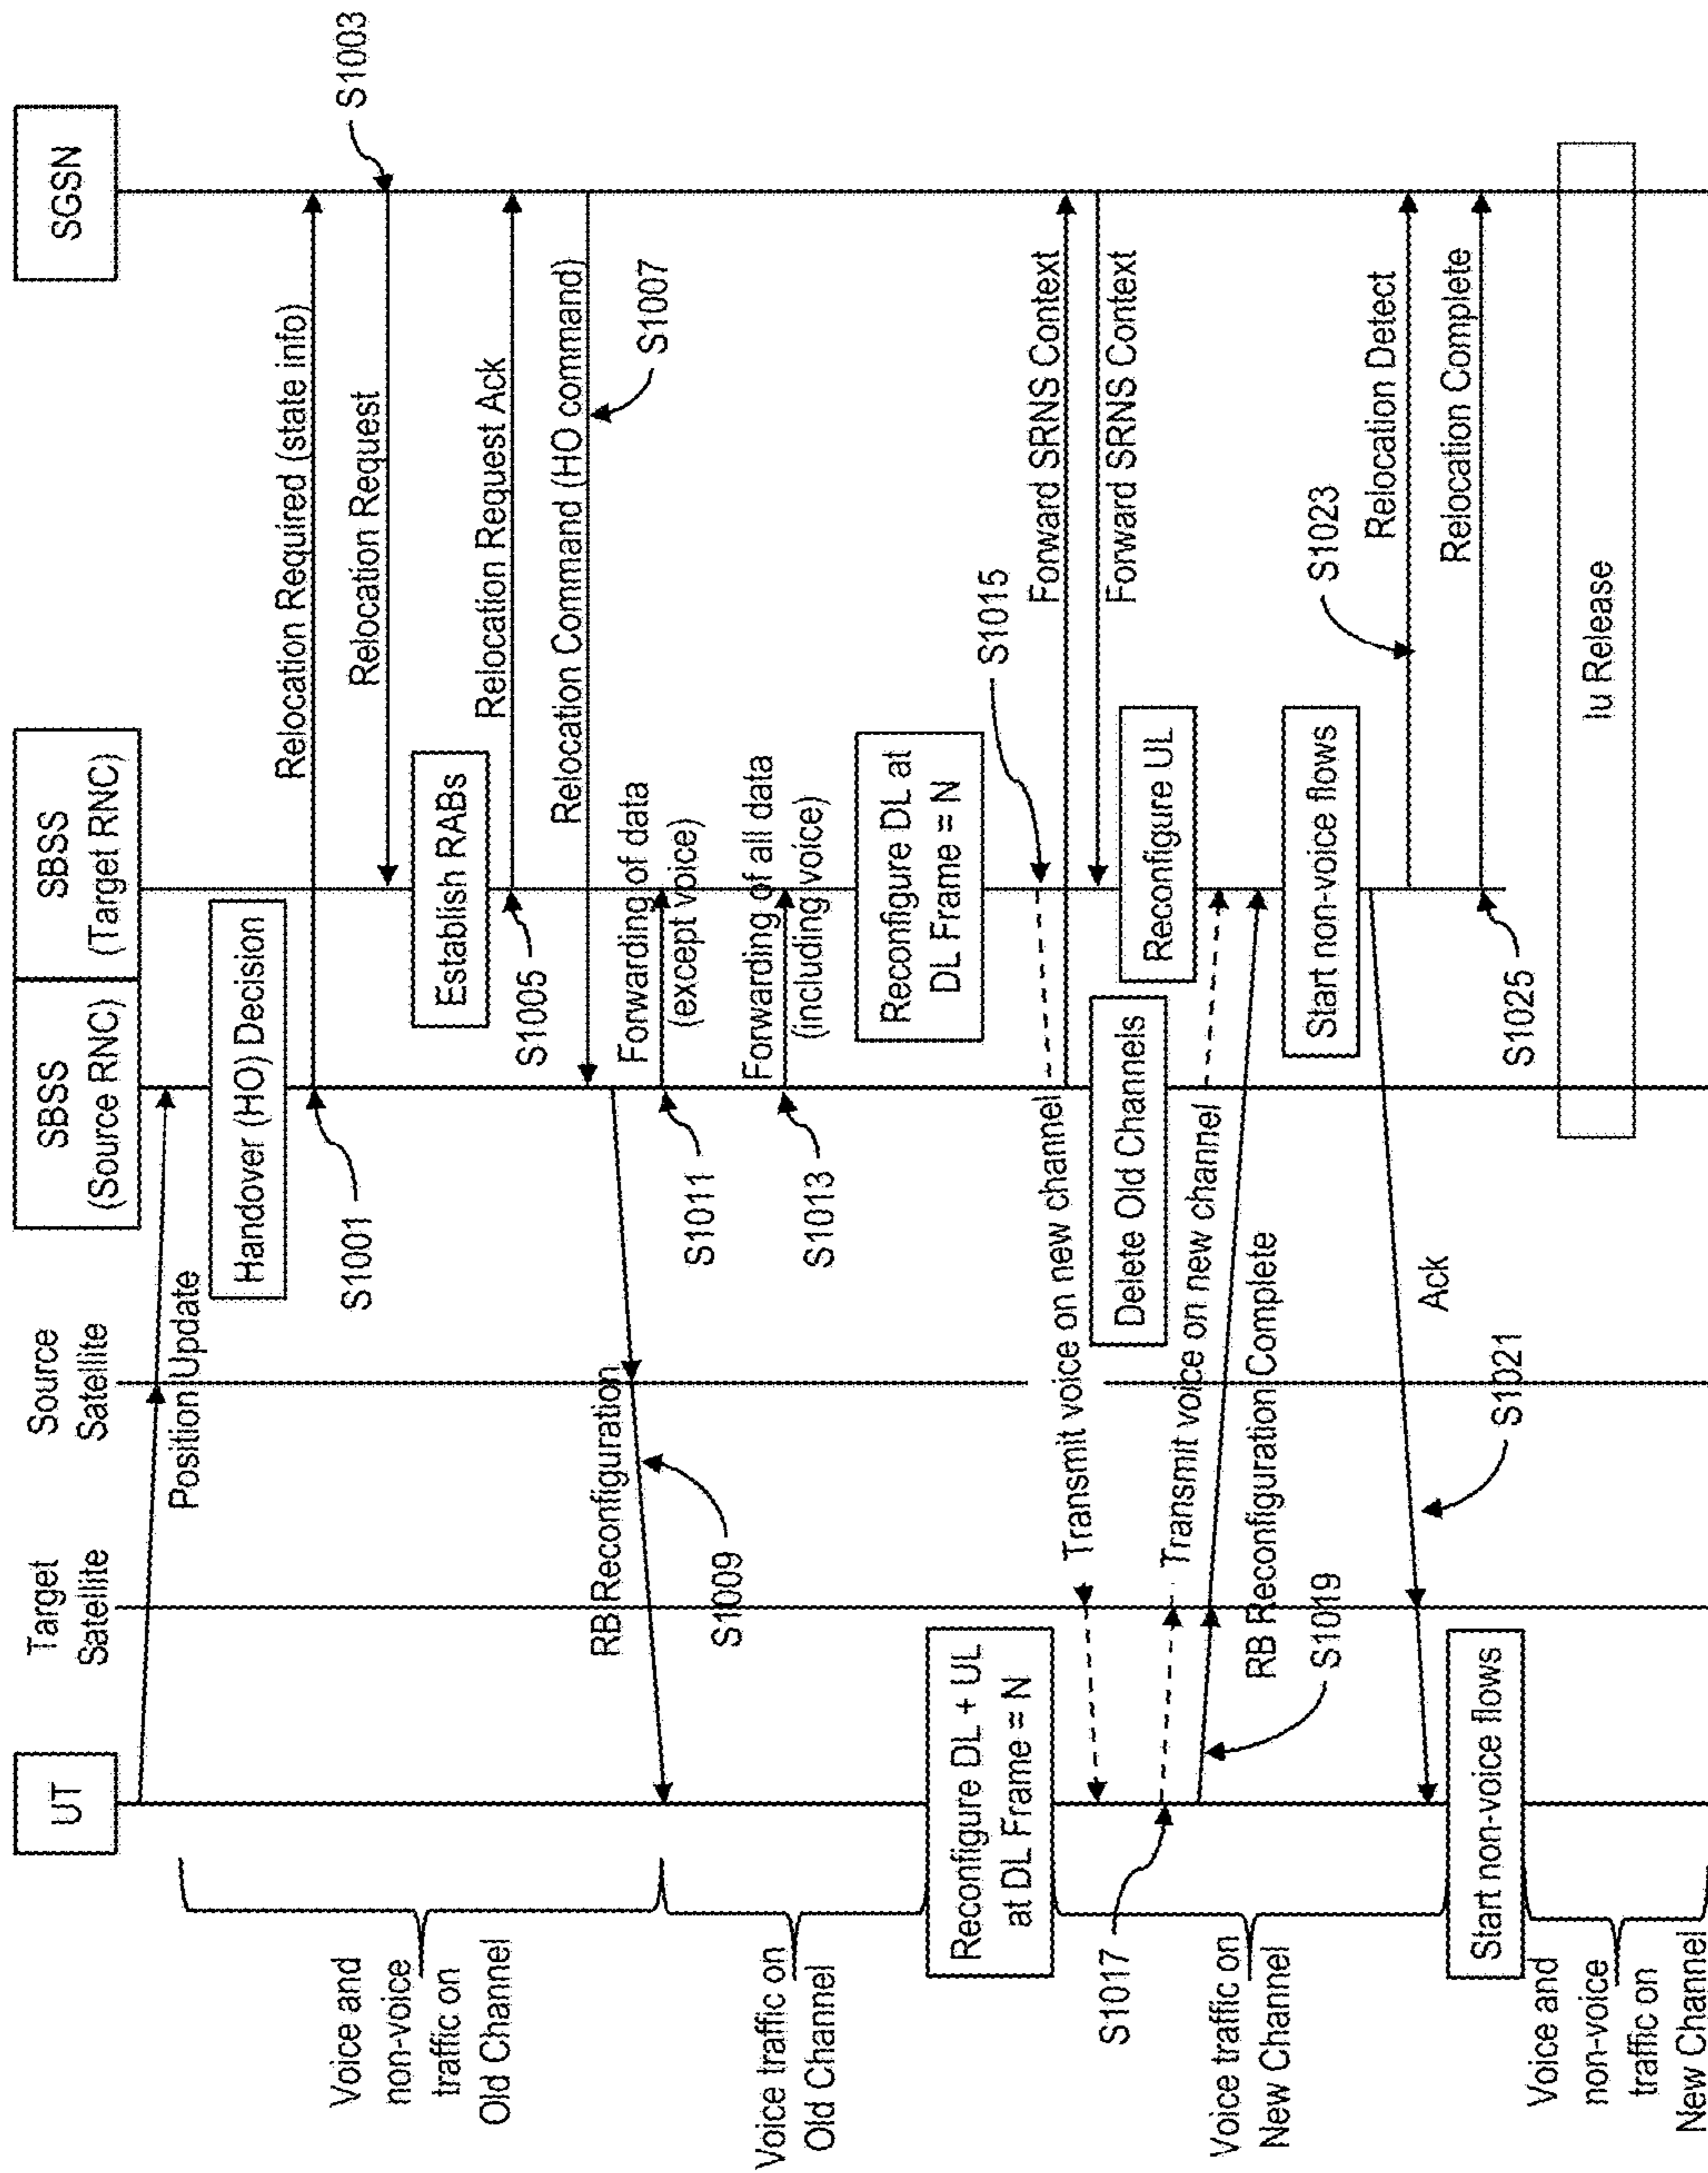 UT
Target
Satellite
Source
Satellite
SBSS
(Source RNC)
SBSS
(Target RNC)
SGSN
Position Update
Handover (HO) Decision
S1001
Relocation Required (state info)
S1003
Relocation Request
Establish RABs
S1005
Relocation Request Ack
Relocation Command (HO command)
S1007
Voice and
non-voice
traffic on
Old Channel
RB Reconfiguration
S1009
Forwarding of data
(except voice)
S1011
Forwarding of all data
(including voice)
S1013
Voice traffic on
Old Channel
Reconfigure DL + UL
at DL Frame = N
Reconfigure DL at
DL Frame = N
S1015
Transmit voice on new channel
Forward SRNS Context
Forward SRNS Context
Delete Old Channels
Reconfigure UL
S1017
Transmit voice on new channel
RB Reconfiguration Complete
S1019
Voice traffic on
New Channel
Start non-voice flows
S1023
Relocation Detect
Ack
S1021
Relocation Complete
S1025
Start non-voice flows
Iu Release
Voice and
non-voice
traffic on
New Channel